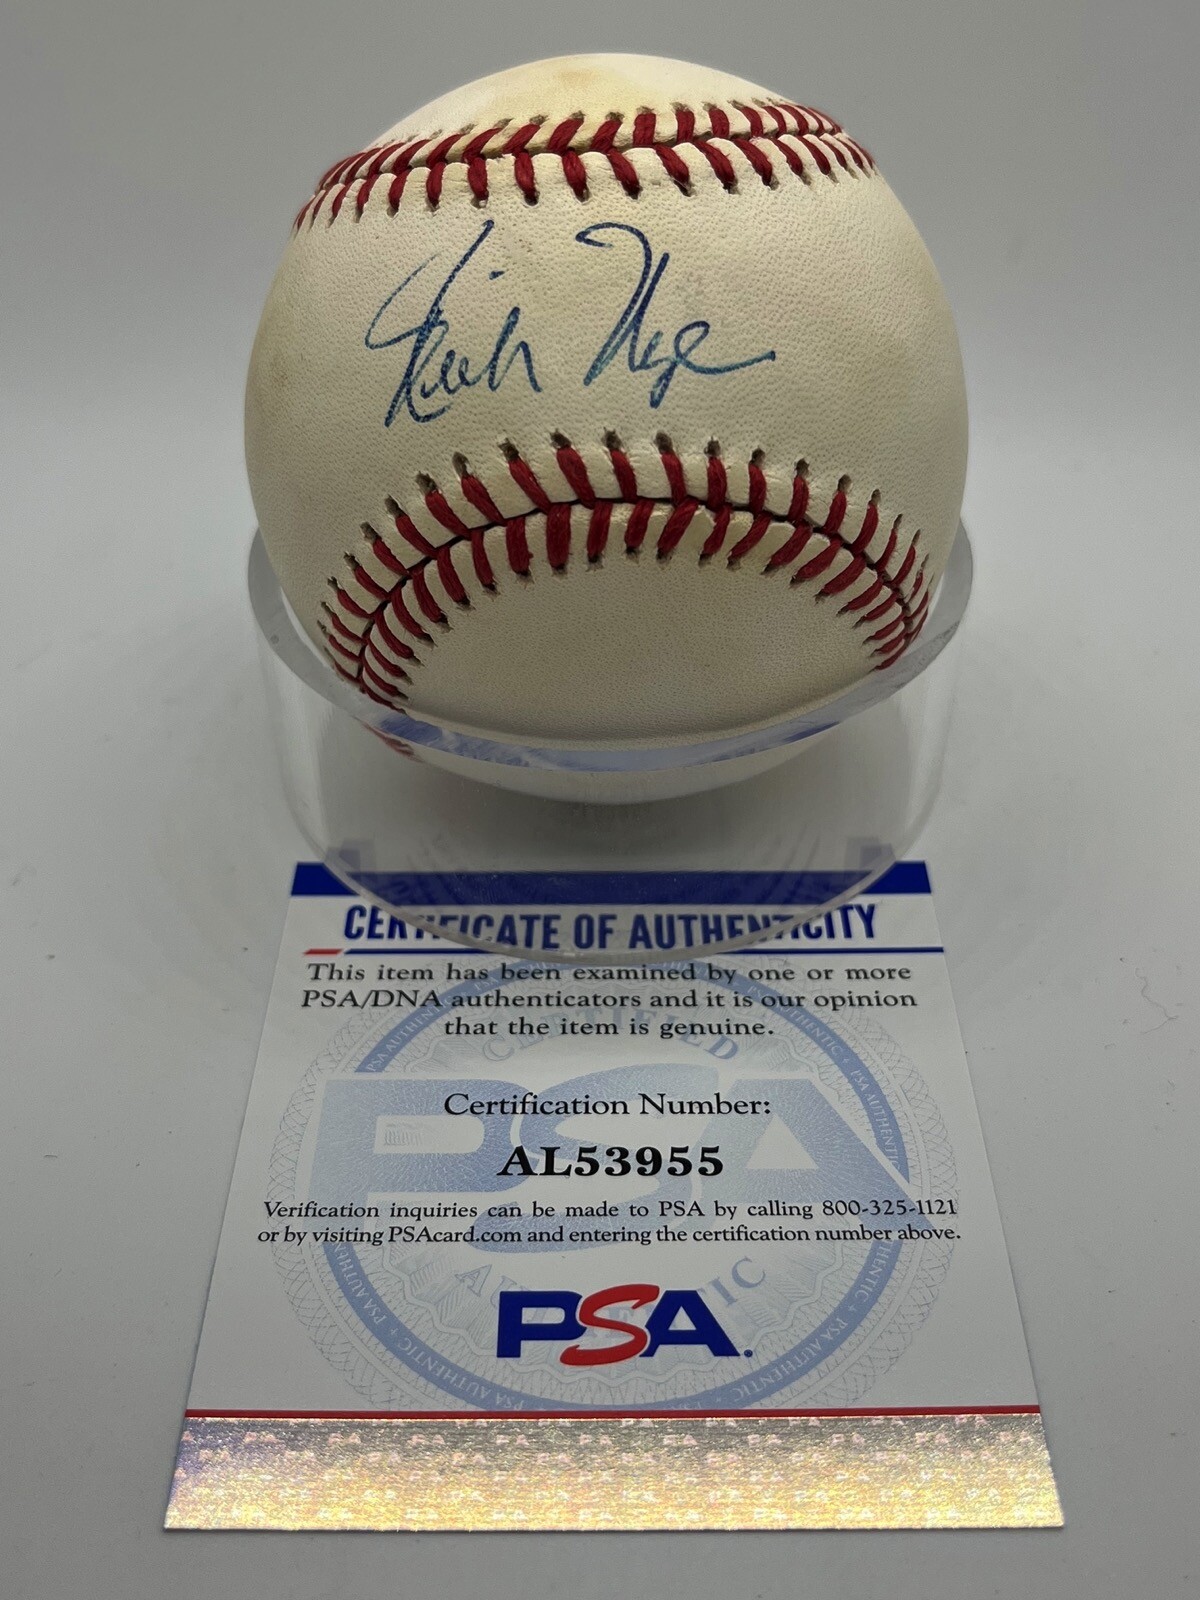 CERTIFICATE OF AUTHENTICITY
This item has been examined by one or more
PSA/DNA authenticators and it is our opinion
that the item is genuine.
CERTIFIED
Certification Number:
AL53955
Verification inquiries can be made to PSA by calling 800-325-1121
or by visiting PSAcard.com and entering the certification number above.
AUTHENTIC
PSA